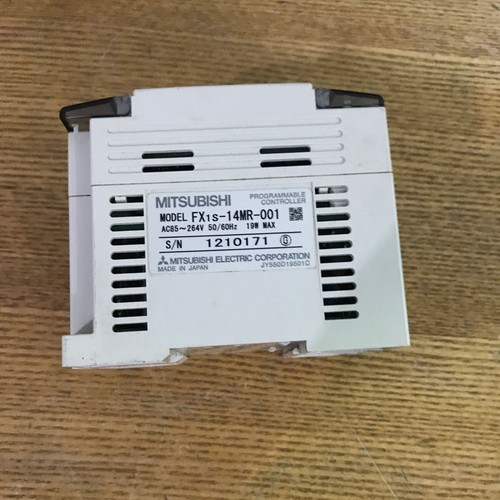 MITSUBISHI PROGRAMMABLE CONTROLLER
MODEL FX1S-14MR-001
AC85~264V 50/60Hz 19W MAX
S/N 1210171 G
MITSUBISHI ELECTRIC CORPORATION
MADE IN JAPAN JY550D19501C